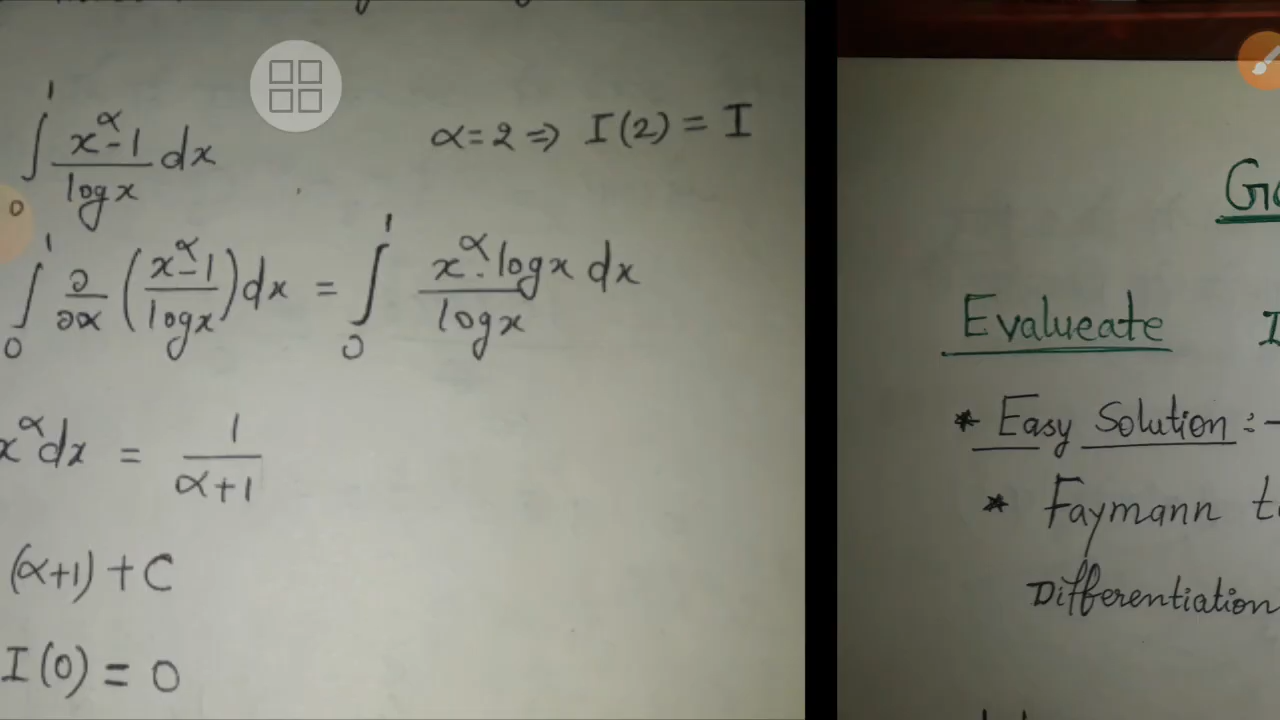 ∫₀¹ (x^α - 1)/(log x) dx    α = 2 ⇒ I(2) = I
∫₀¹ ∂/∂α ((x^α - 1)/(log x)) dx = ∫₀¹ (x^α · log x dx)/(log x)
x^α dx = 1/(α+1)
(α+1) + C
I(0) = 0
Evalueate I
* Easy Solution :-
* Faymann t
Differentiation